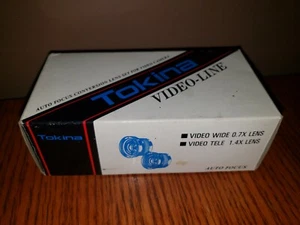 AUTO FOCUS CONVERSION LENS SET FOR VIDEO CAMERA
Tokina
VIDEO-LINE
Tokina
VIDEO WIDE 0.7X LENS
VIDEO TELE 1.4X LENS
AUTO FOCUS